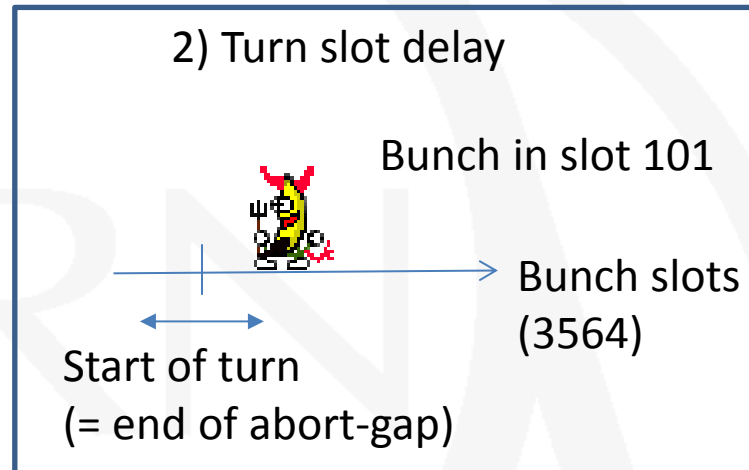 2) Turn slot delay
Bunch in slot 101
Bunch slots
(3564)
Start of turn
(= end of abort-gap)